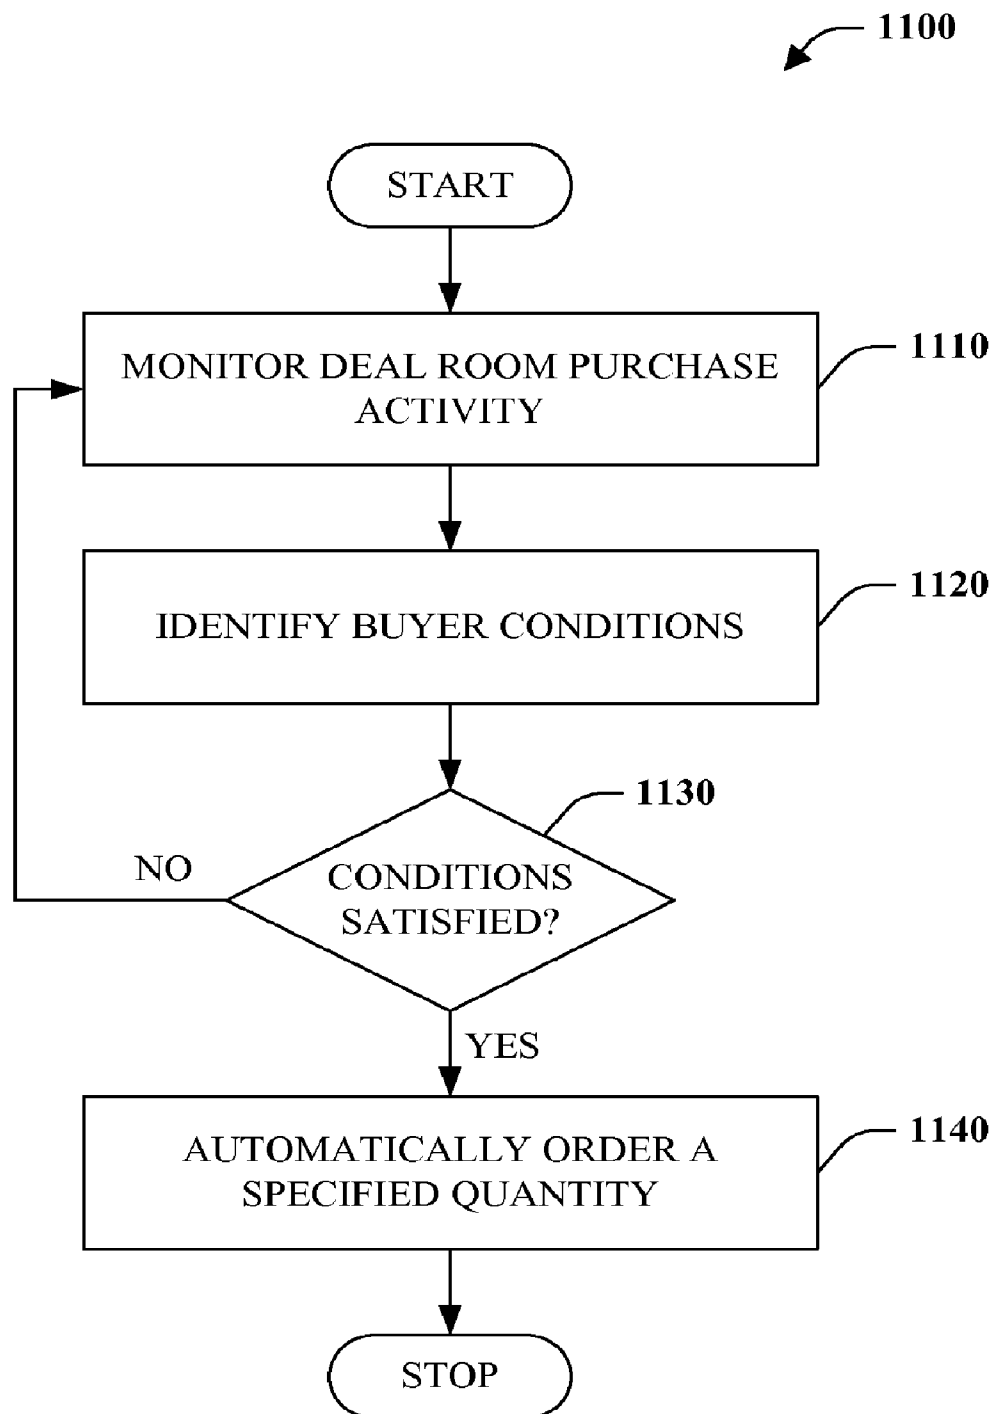 1100
START
MONITOR DEAL ROOM PURCHASE
ACTIVITY
1110
IDENTIFY BUYER CONDITIONS
1120
1130
NO
CONDITIONS
SATISFIED?
YES
AUTOMATICALLY ORDER A
SPECIFIED QUANTITY
1140
STOP